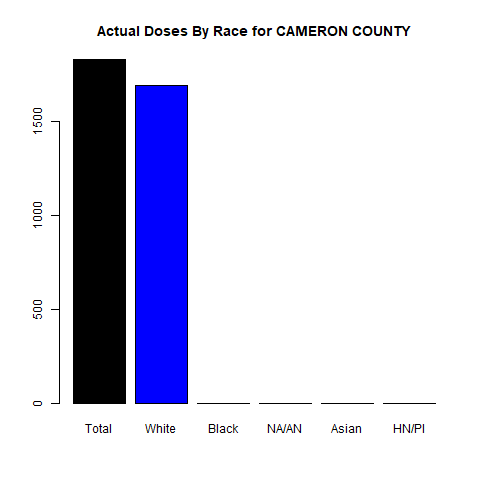 Actual Doses By Race for CAMERON COUNTY
1500
1000
500
0
Total White Black NA/AN Asian HN/PI